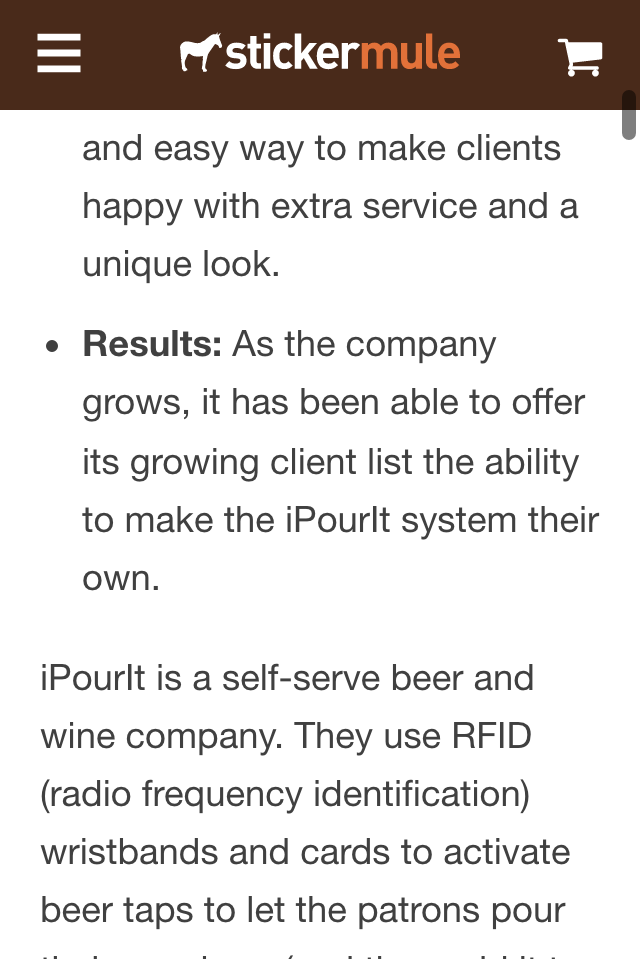 stickermule
and easy way to make clients
happy with extra service and a
unique look.
• Results: As the company
grows, it has been able to offer
its growing client list the ability
to make the iPourIt system their
own.
iPourIt is a self-serve beer and
wine company. They use RFID
(radio frequency identification)
wristbands and cards to activate
beer taps to let the patrons pour